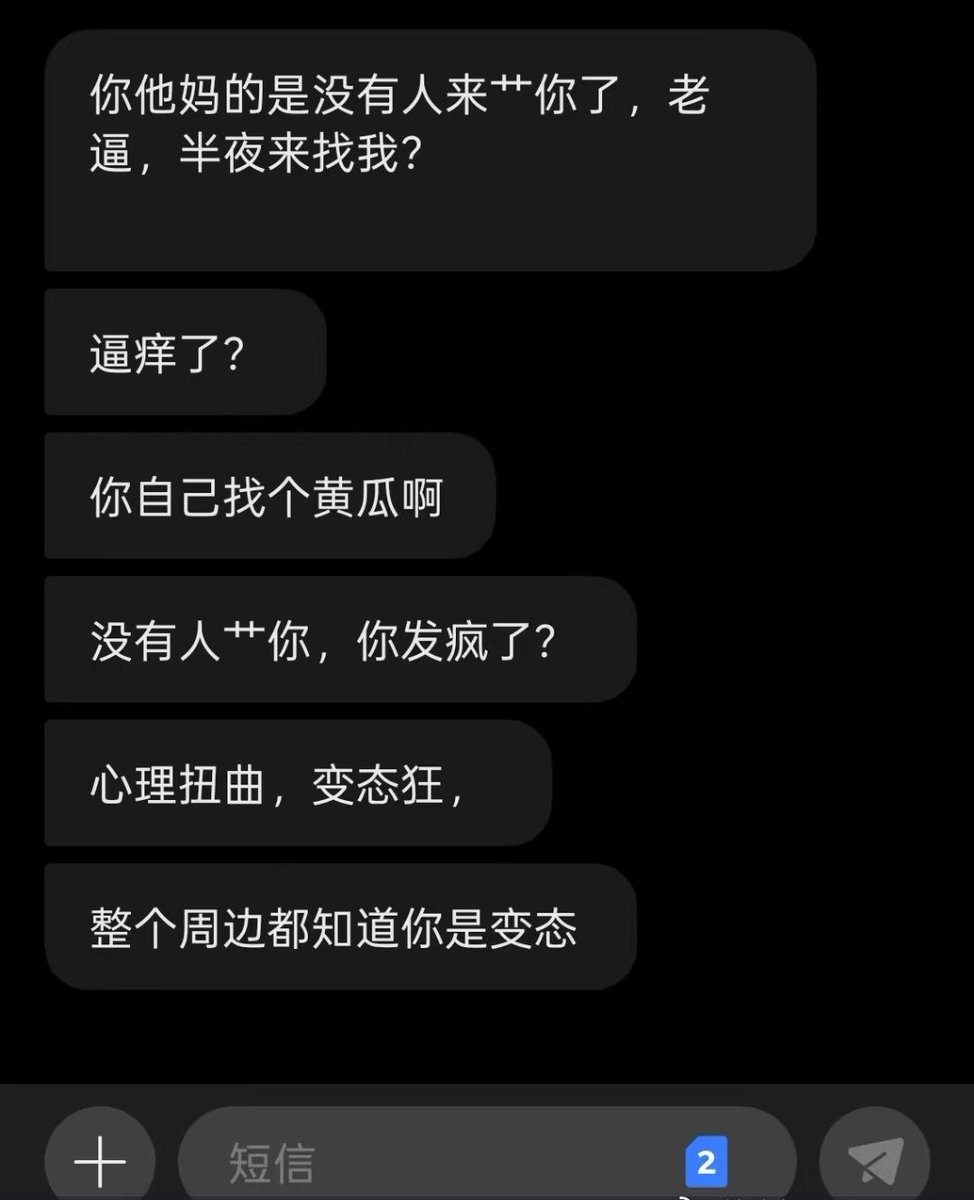 你他妈的是没有人来艹你了，老
逼，半夜来找我？
逼痒了？
你自己找个黄瓜啊
没有人艹你，你发疯了？
心理扭曲，变态狂，
整个周边都知道你是变态
短信
2